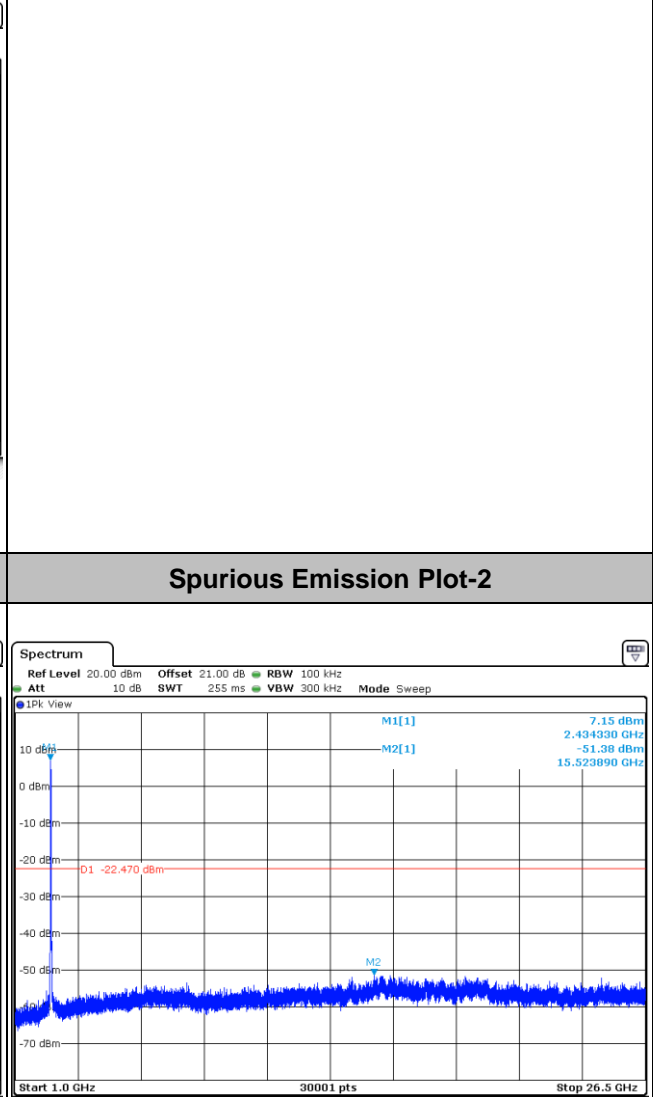 Spurious Emission Plot-2
Spectrum
Ref Level 20.00 dBm Offset 21.00 dB RBW 100 kHz
Att 10 dB SWT 255 ms VBW 300 kHz Mode Sweep
1Pk View
M1[1] 7.15 dBm
2.434330 GHz
M1
10 dBm
M2[1] -51.38 dBm
15.523890 GHz
0 dBm
-10 dBm
-20 dBm
D1 -22.470 dBm
-30 dBm
-40 dBm
M2
-50 dBm
-70 dBm
Start 1.0 GHz 30001 pts Stop 26.5 GHz